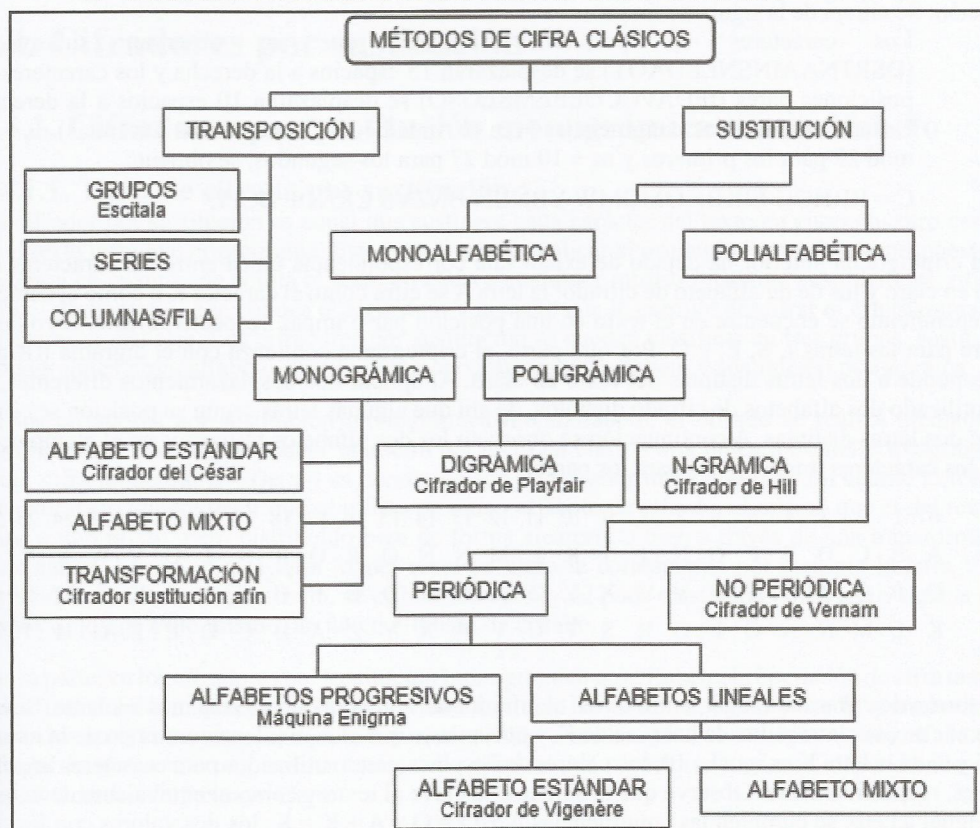 MÉTODOS DE CIFRA CLÁSICOS
TRANSPOSICIÓN
SUSTITUCIÓN
GRUPOS
Escitala
SERIES
COLUMNAS/FILA
MONOALFABÉTICA
POLIALFABÉTICA
MONOGRÁMICA
POLIGRÁMICA
ALFABETO ESTÁNDAR
Cifrador del César
ALFABETO MIXTO
TRANSFORMACIÓN
Cifrador sustitución afín
DIGRÁMICA
Cifrador de Playfair
N-GRÁMICA
Cifrador de Hill
PERIÓDICA
NO PERIÓDICA
Cifrador de Vernam
ALFABETOS PROGRESIVOS
Máquina Enigma
ALFABETOS LINEALES
ALFABETO ESTÁNDAR
Cifrador de Vigenère
ALFABETO MIXTO